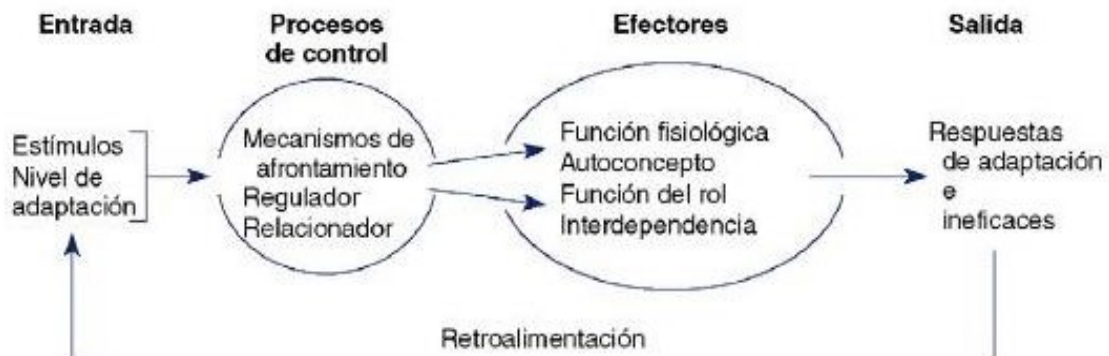 Entrada
Procesos
de control
Efectores
Salida
Estímulos
Nivel de
adaptación
Mecanismos de
afrontamiento
Regulador
Relacionador
Función fisiológica
Autoconcepto
Función del rol
Interdependencia
Respuestas
de adaptación
e
ineficaces
Retroalimentación